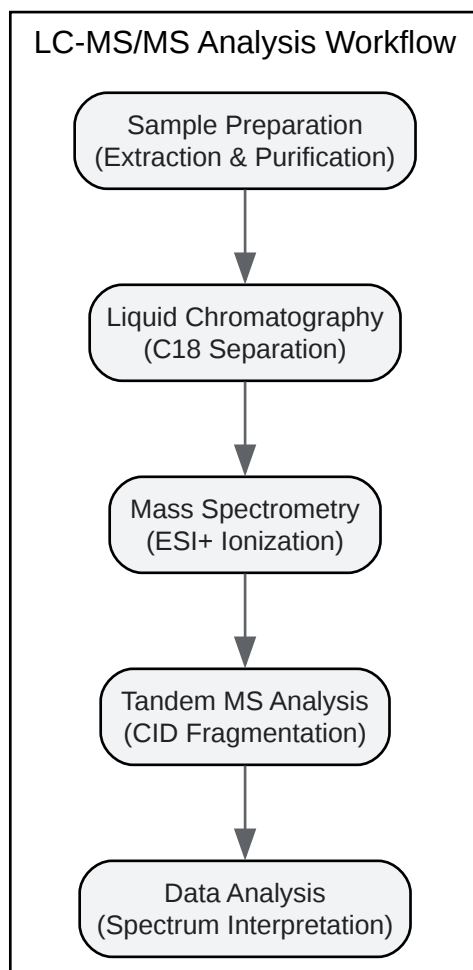 LC-MS/MS Analysis Workflow
Sample Preparation
(Extraction & Purification)
Liquid Chromatography
(C18 Separation)
Mass Spectrometry
(ESI+ Ionization)
Tandem MS Analysis
(CID Fragmentation)
Data Analysis
(Spectrum Interpretation)